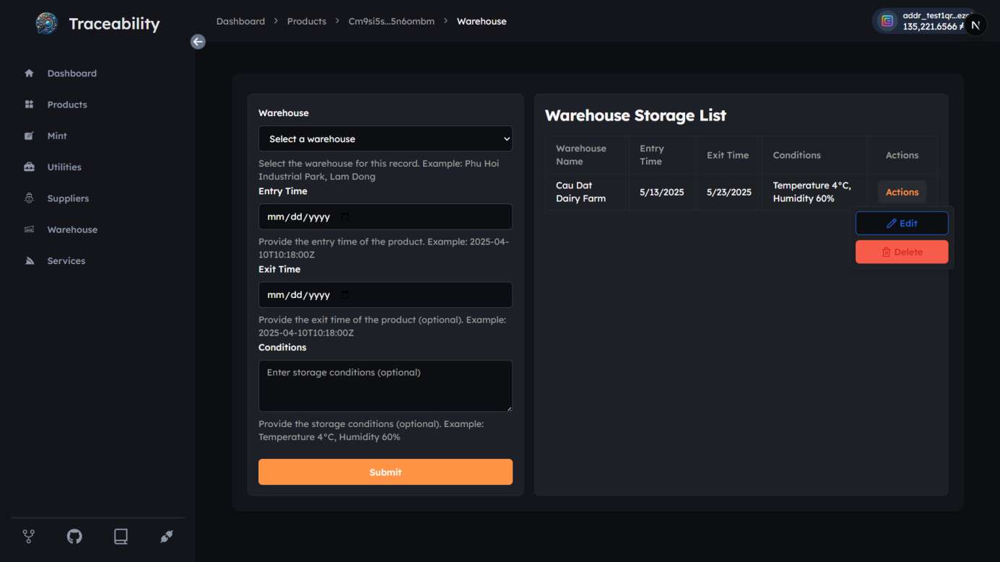 Traceability
Dashboard
Products
Mint
Utilities
Suppliers
Warehouse
Services
Dashboard > Products > Cm9si5s...5n6ombm > Warehouse
addr_test1qr...
135,221.6566
N
Warehouse
Select a warehouse
Select the warehouse for this record. Example: Phu Hoi
Industrial Park, Lam Dong
Entry Time
mm/dd/yyyy
Provide the entry time of the product. Example: 2025-04-
10T10:18:00Z
Exit Time
mm/dd/yyyy
Provide the exit time of the product (optional). Example:
2025-04-10T10:18:00Z
Conditions
Enter storage conditions (optional)
Provide the storage conditions (optional). Example:
Temperature 4°C, Humidity 60%
Submit
Warehouse Storage List
Warehouse
Name
Entry
Time
Exit Time
Conditions
Actions
Cau Dat
Dairy Farm
5/13/2025
5/23/2025
Temperature 4°C,
Humidity 60%
Actions
Edit
Delete